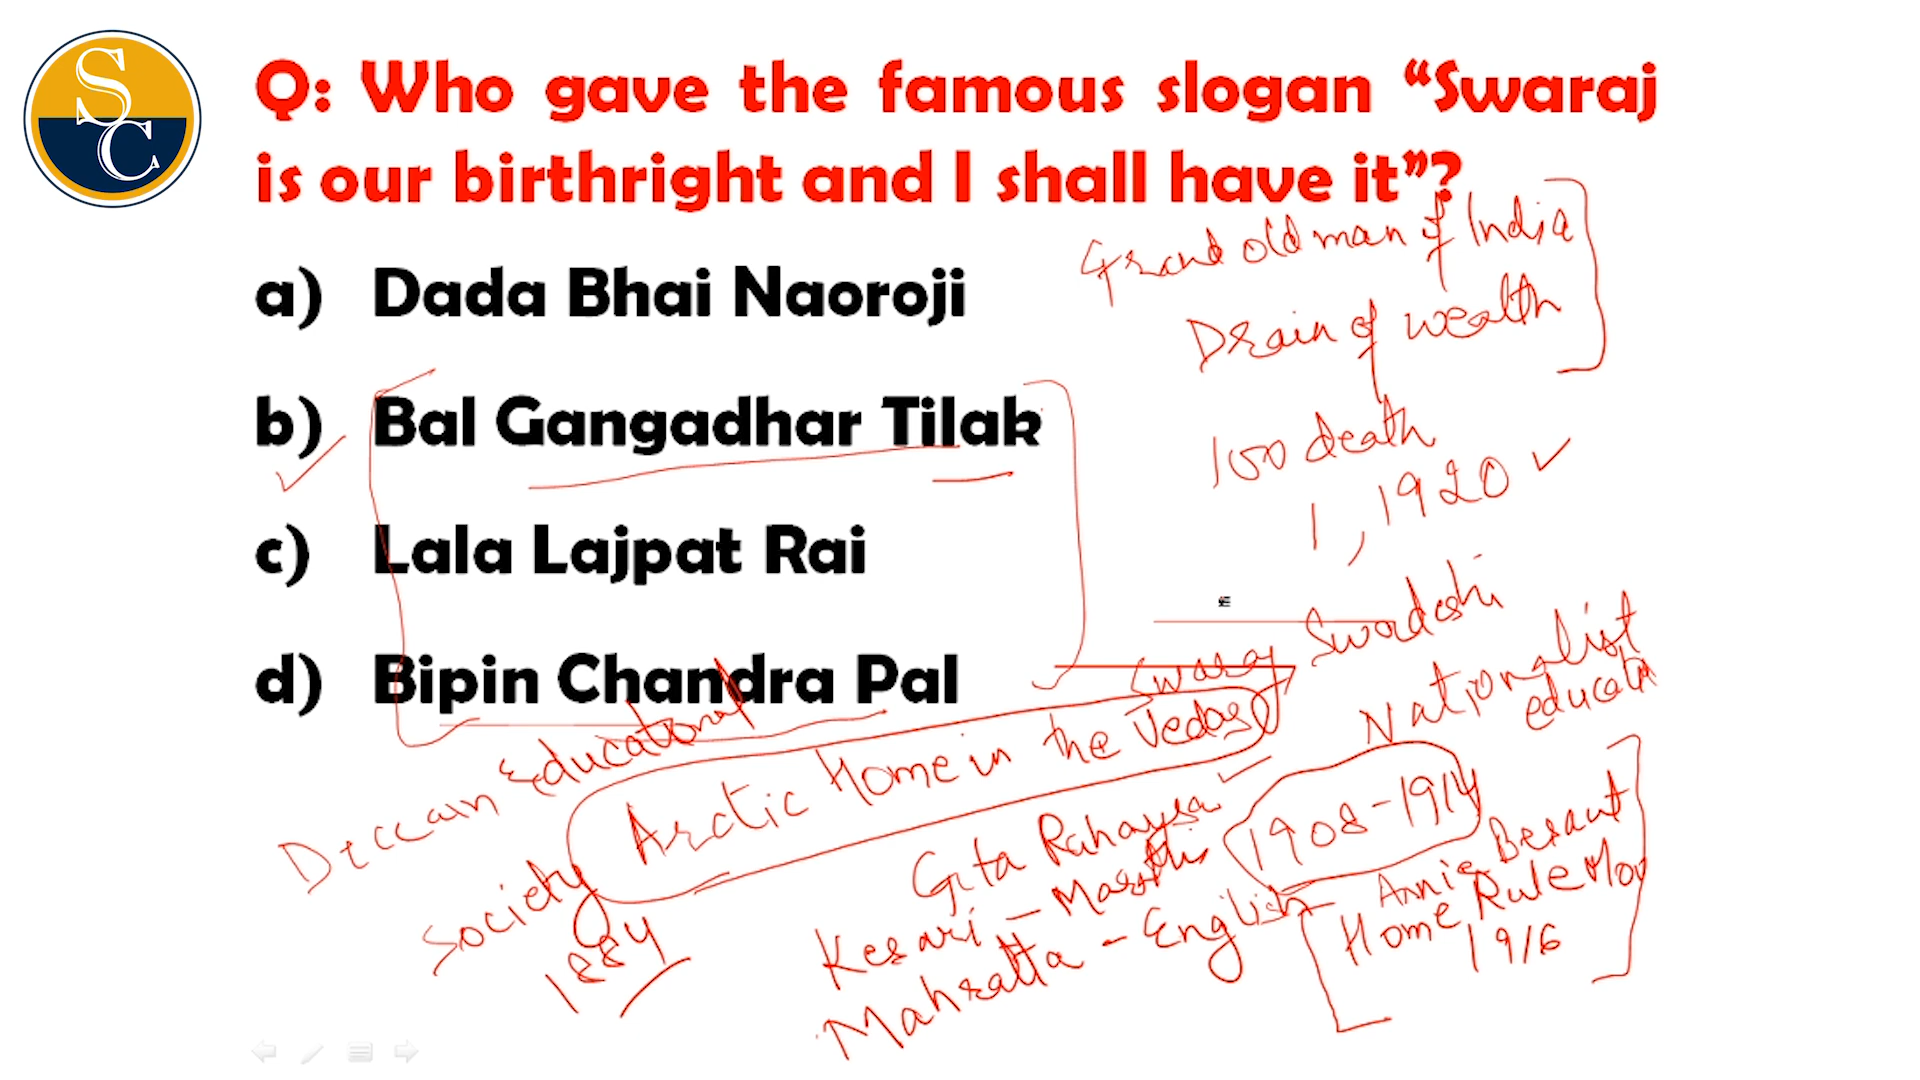 SC
Q: Who gave the famous slogan “Swaraj
is our birthright and I shall have it”?
Grand old man of India
a) Dada Bhai Naoroji
Drain of wealth
b) Bal Gangadhar Tilak
100 death
1, 1920
c) Lala Lajpat Rai
Swadeshi
d) Bipin Chandra Pal
Swaraj
Nationalist
educatn
Deccan Educational
Society
1884
Arctic Home in the Vedas
Gita Rahaysa
1908-1914
Kesari - Marathi
Mahratta - English
Annie Besant
Home Rule Mov
1916